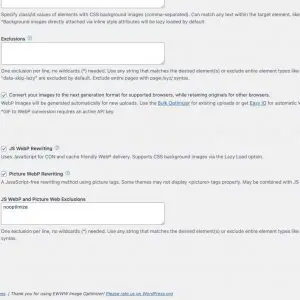 Specify class/id values of elements with CSS background images (comma-separated). Can match any text within the target element, like
*Background images directly attached via inline style attributes will be lazy loaded by default.
Exclusions
One exclusion per line, no wildcards (*) needed. Use any string that matches the desired element(s) or exclude entire element types like
"data-skip-lazy" are excluded by default. Exclude entire pages with page:/xyz/ syntax.
Convert your images to the next generation format for supported browsers, while retaining originals for other browsers.
WebP images will be generated automatically for new uploads. Use the Bulk Optimizer for existing uploads or get Easy IO for automatic W
*GIF to WebP conversion requires an active API key.
JS WebP Rewriting
Uses JavaScript for CDN and cache friendly WebP delivery. Supports CSS background images via the Lazy Load option.
Picture WebP Rewriting
A JavaScript-free rewriting method using picture tags. Some themes may not display <picture> tags properly. May be combined with JS
JS WebP and Picture Web Exclusions
nooptimize
One exclusion per line, no wildcards (*) needed. Use any string that matches the desired element(s) or exclude entire element types like
syntax.
| Thank you for using EWWW Image Optimizer! Please rate us on WordPress.org